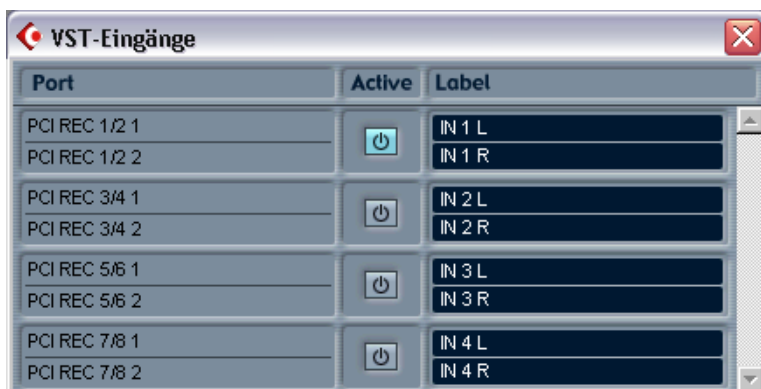 VST-Eingänge
Port Active Label
PCI REC 1/2 1 IN 1 L
PCI REC 1/2 2 IN 1 R
PCI REC 3/4 1 IN 2 L
PCI REC 3/4 2 IN 2 R
PCI REC 5/6 1 IN 3 L
PCI REC 5/6 2 IN 3 R
PCI REC 7/8 1 IN 4 L
PCI REC 7/8 2 IN 4 R